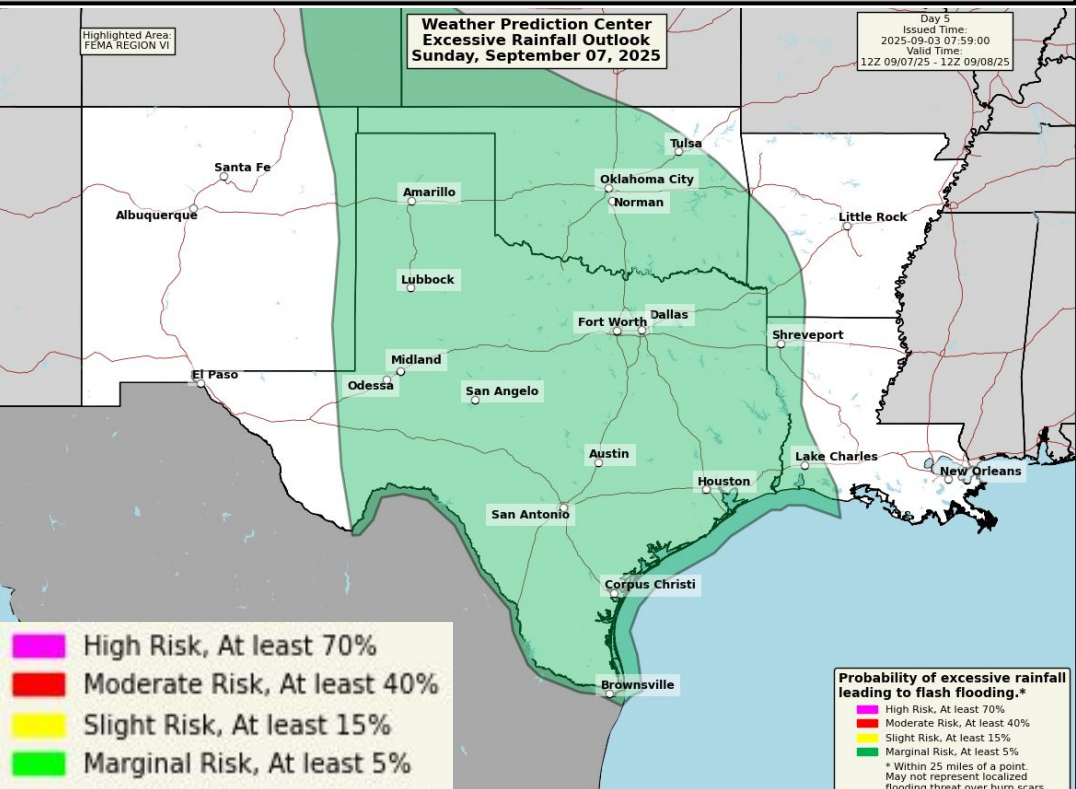 Highlighted Area:
FEMA REGION VI
Weather Prediction Center
Excessive Rainfall Outlook
Sunday, September 07, 2025
Day 5
Issued Time:
2025-09-03 07:59:00
Valid Time:
12Z 09/07/25 - 12Z 09/08/25
Tulsa
Santa Fe
Oklahoma City
Amarillo
Norman
Albuquerque
Little Rock
Lubbock
Dallas
Fort Worth
Shreveport
Midland
El Paso
Odessa
San Angelo
Austin
Lake Charles
New Orleans
Houston
San Antonio
Corpus Christi
Brownsville
High Risk, At least 70%
Moderate Risk, At least 40%
Slight Risk, At least 15%
Marginal Risk, At least 5%
Probability of excessive rainfall
leading to flash flooding.*
High Risk, At least 70%
Moderate Risk, At least 40%
Slight Risk, At least 15%
Marginal Risk, At least 5%
* Within 25 miles of a point.
May not represent localized
flooding threat over burn scars